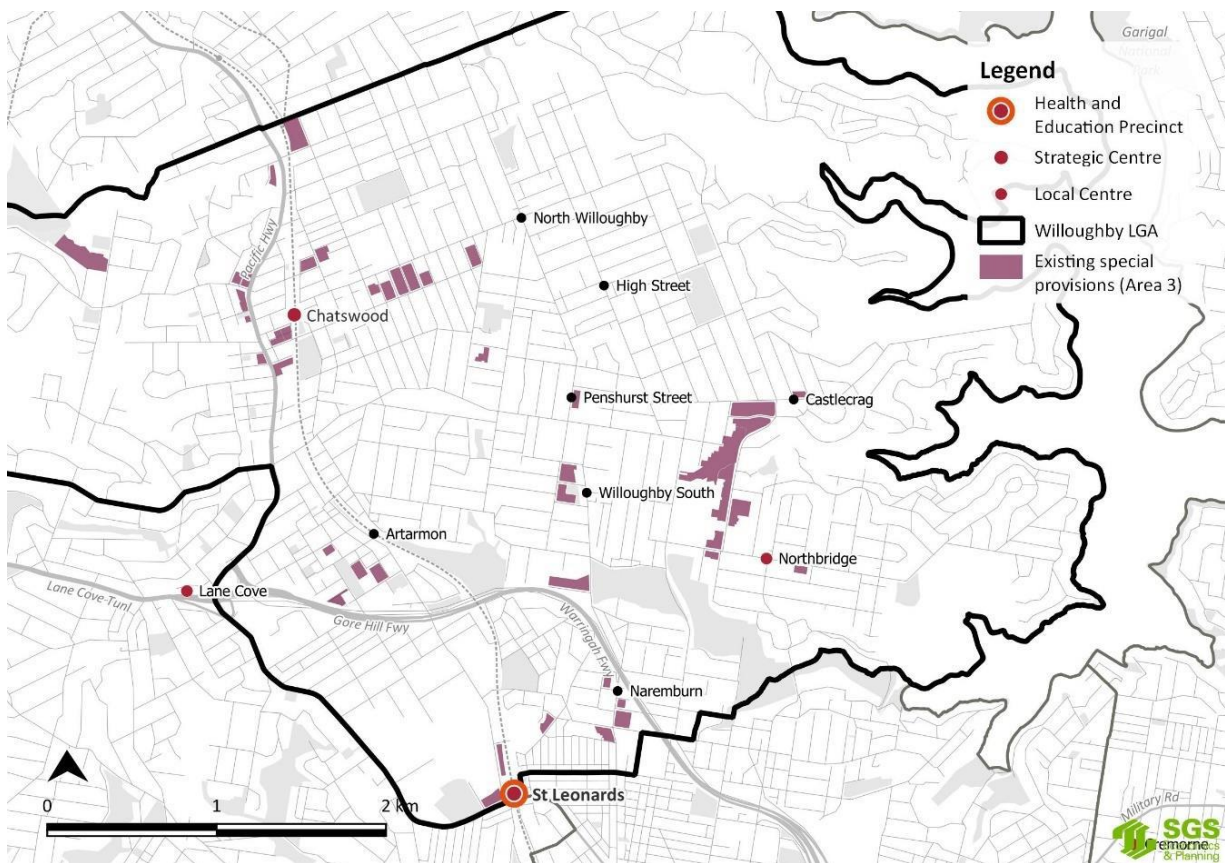 Garigal
National
Park
Legend
Health and
Education Precinct
Strategic Centre
Local Centre
Willoughby LGA
Existing special
provisions (Area 3)
North Willoughby
Pacific Hwy
High Street
Chatswood
Penshurst Street
Castlecrag
Willoughby South
Artarmon
Northbridge
Lane Cove Tunl
Lane Cove
Gore Hill Fwy
Warringah Fwy
Naremburn
St Leonards
0 1 2 km
Military Rd
SGS
& Planning